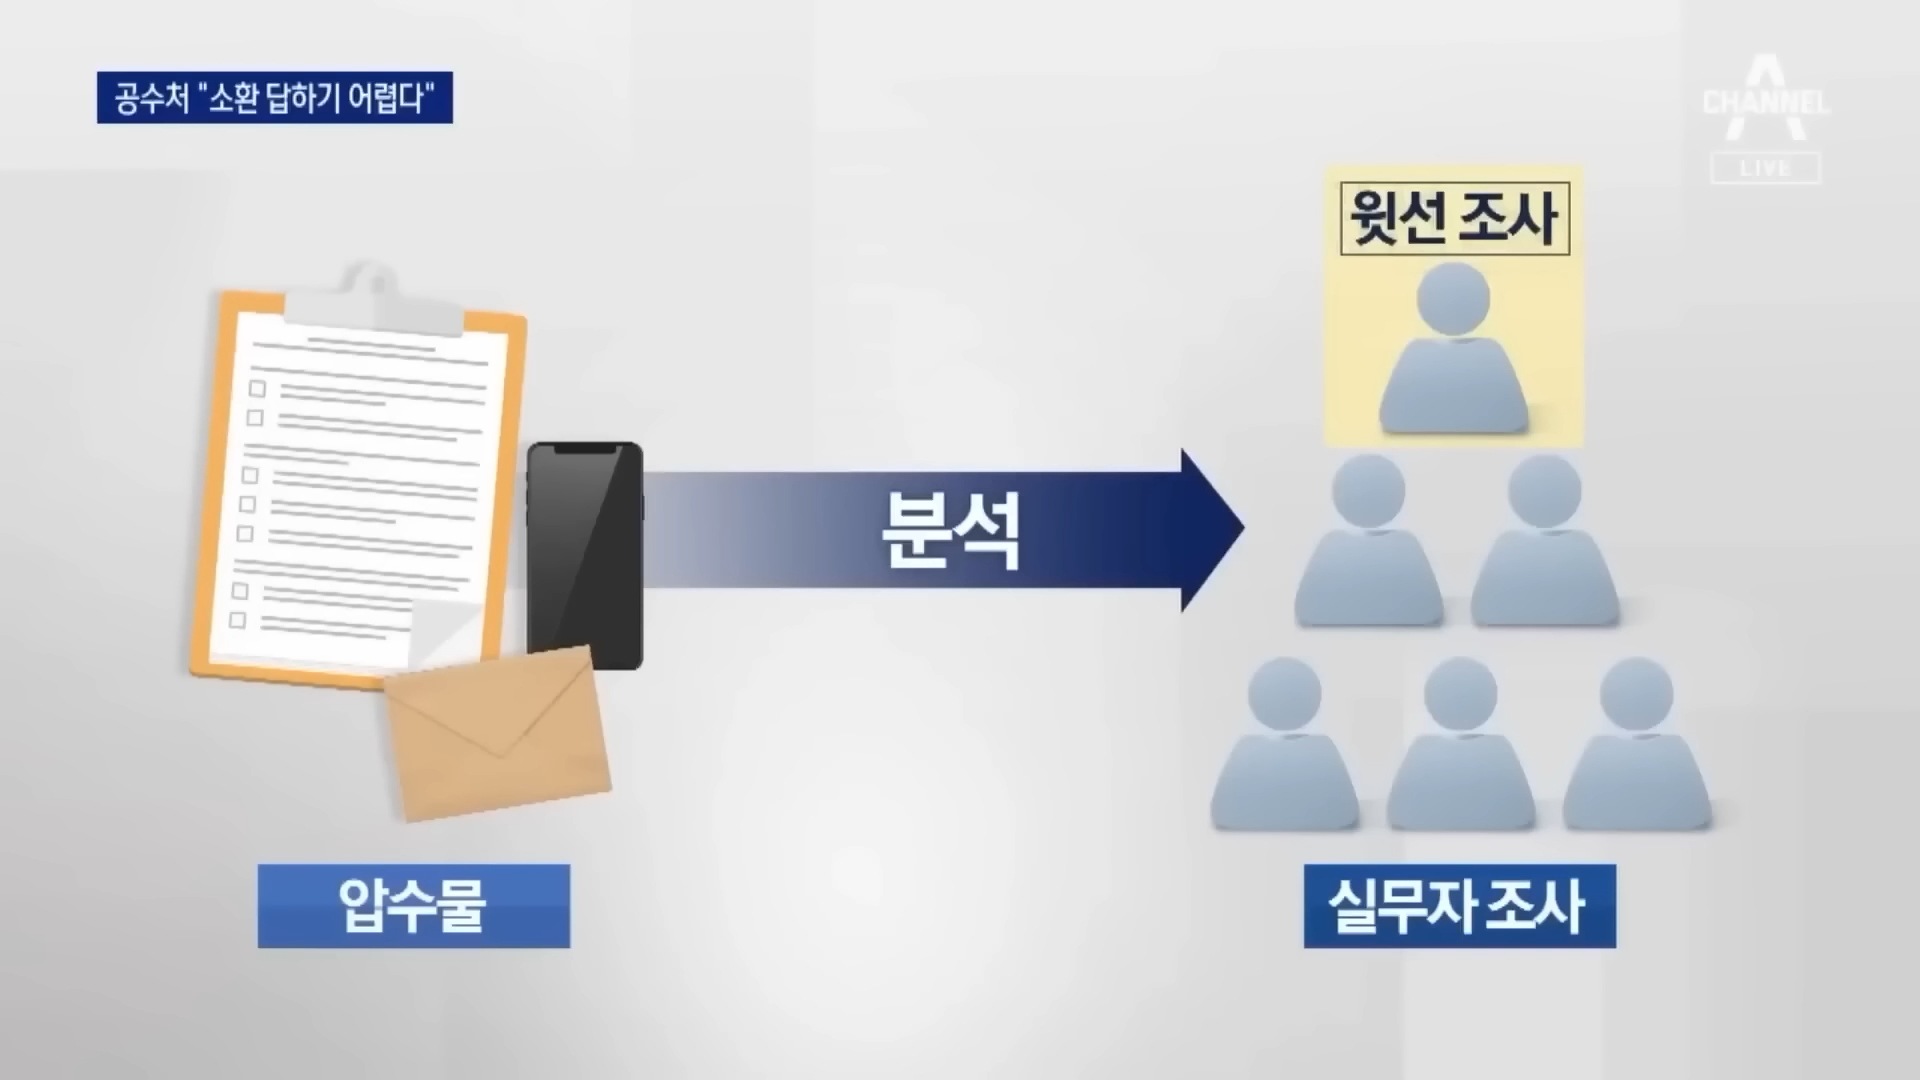 공수처 "소환 답하기 어렵다"
CHANNEL A
LIVE
윗선 조사
분석
압수물
실무자 조사